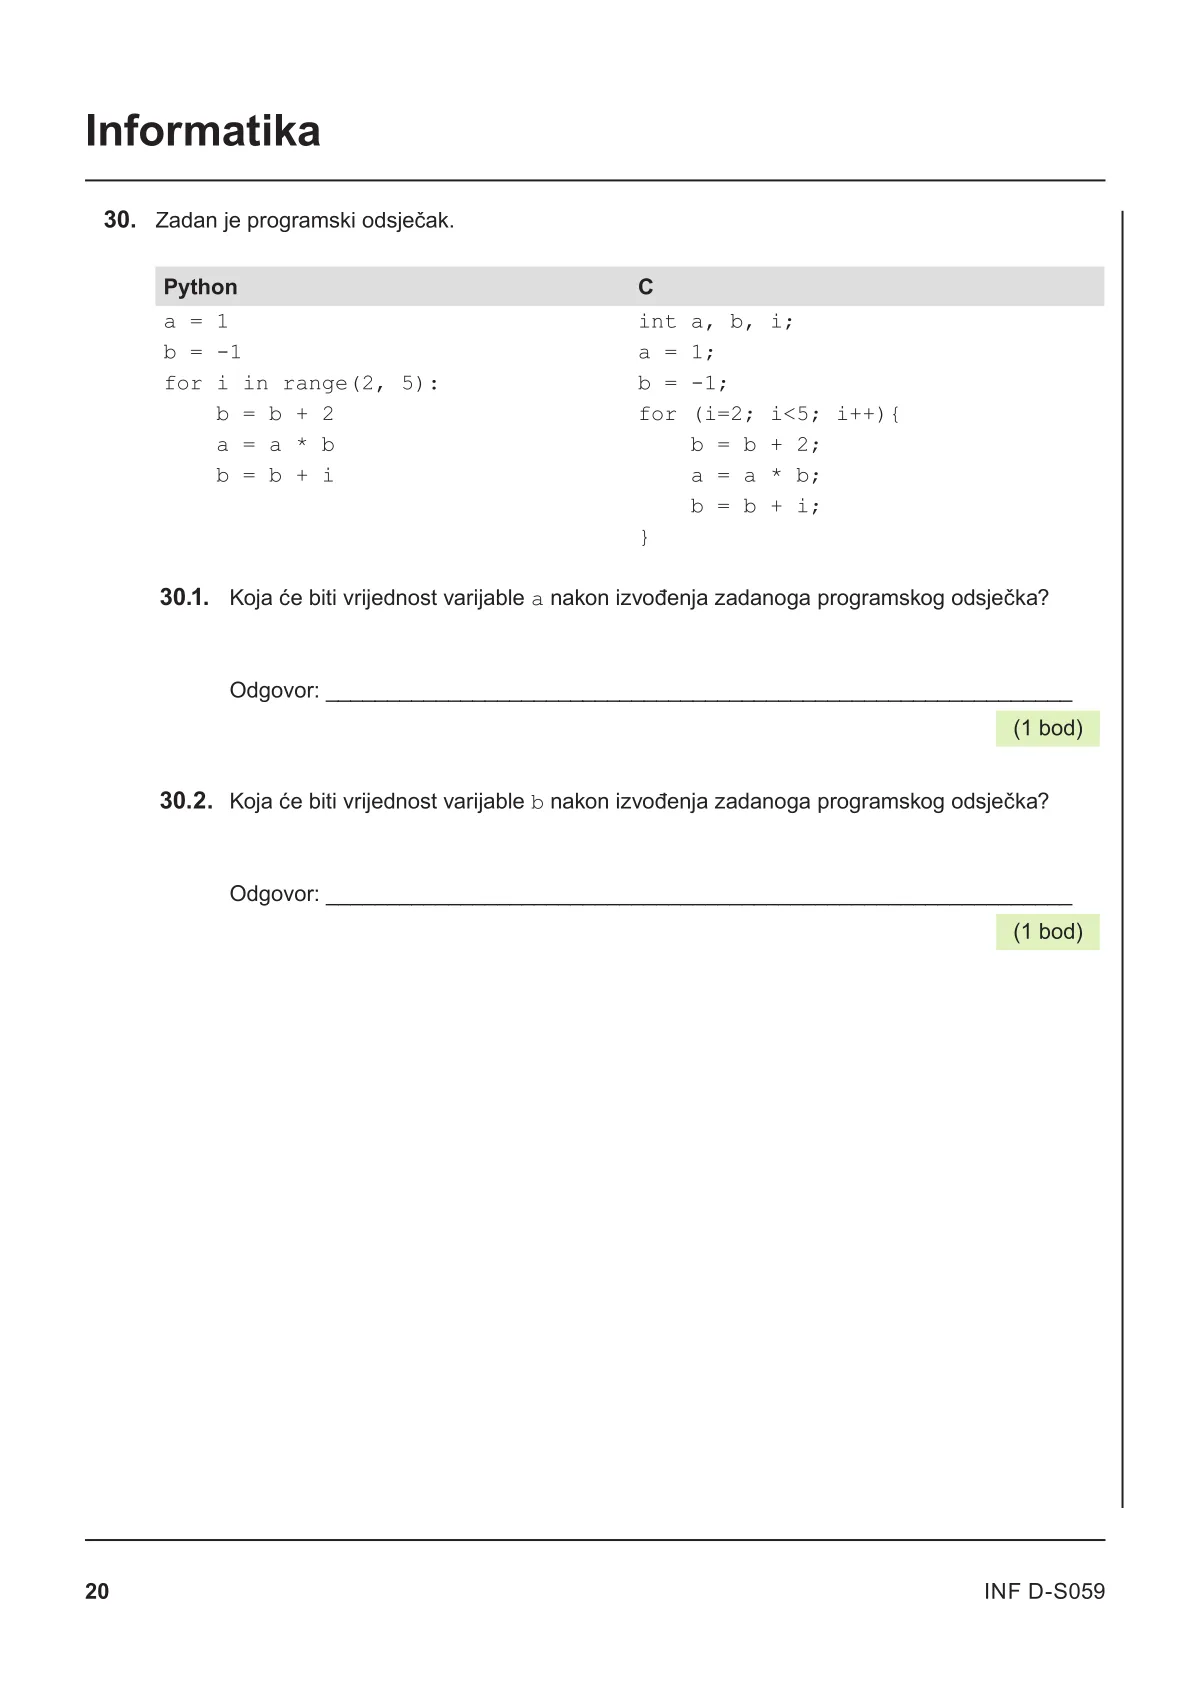 Informatika
30. Zadan je programski odsječak.
Python C
a = 1 int a, b, i;
b = -1 a = 1;
for i in range(2, 5): b = -1;
b = b + 2 for (i=2; i<5; i++){
a = a * b b = b + 2;
b = b + i a = a * b;
b = b + i;
}
30.1. Koja će biti vrijednost varijable a nakon izvođenja zadanoga programskog odsječka?
Odgovor: ______________________________________________________________
(1 bod)
30.2. Koja će biti vrijednost varijable b nakon izvođenja zadanoga programskog odsječka?
Odgovor: ______________________________________________________________
(1 bod)
20 INF D-S059